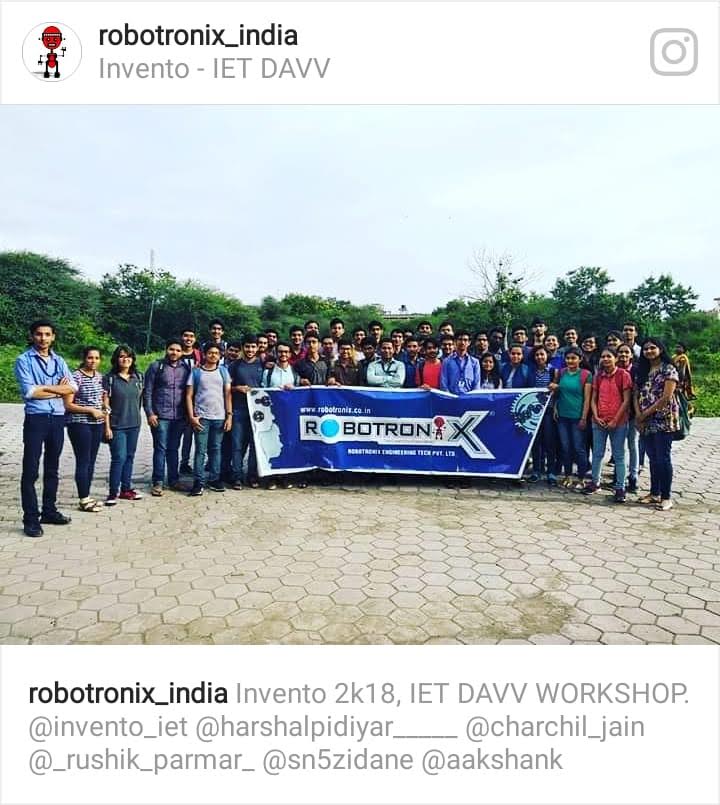 robotronix_india
Invento - IET DAVV
www.robotronix.co.in
ROBOTRONIX
ROBOTRONIX ENGINEERING TECH PVT. LTD.
robotronix_india Invento 2k18, IET DAVV WORKSHOP.
@invento_iet @harshalpidiyar_____ @charchil_jain
@_rushik_parmar_ @sn5zidane @aakshank